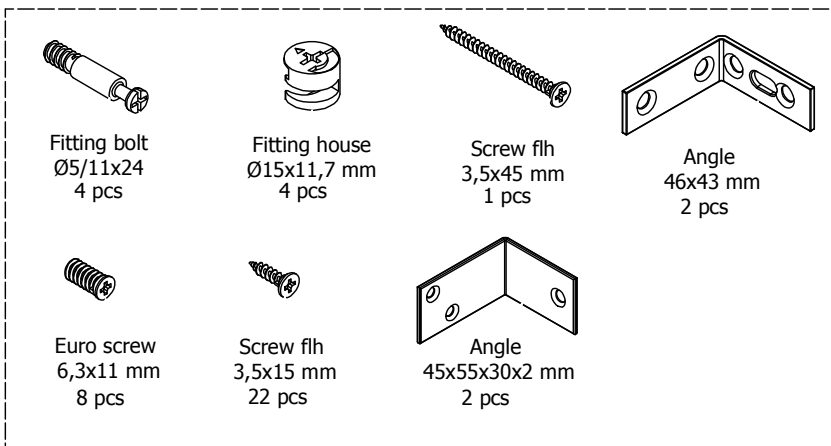 Fitting bolt
Ø5/11x24
4 pcs
Fitting house
Ø15x11,7 mm
4 pcs
Screw flh
3,5x45 mm
1 pcs
Angle
46x43 mm
2 pcs
Euro screw
6,3x11 mm
8 pcs
Screw flh
3,5x15 mm
22 pcs
Angle
45x55x30x2 mm
2 pcs